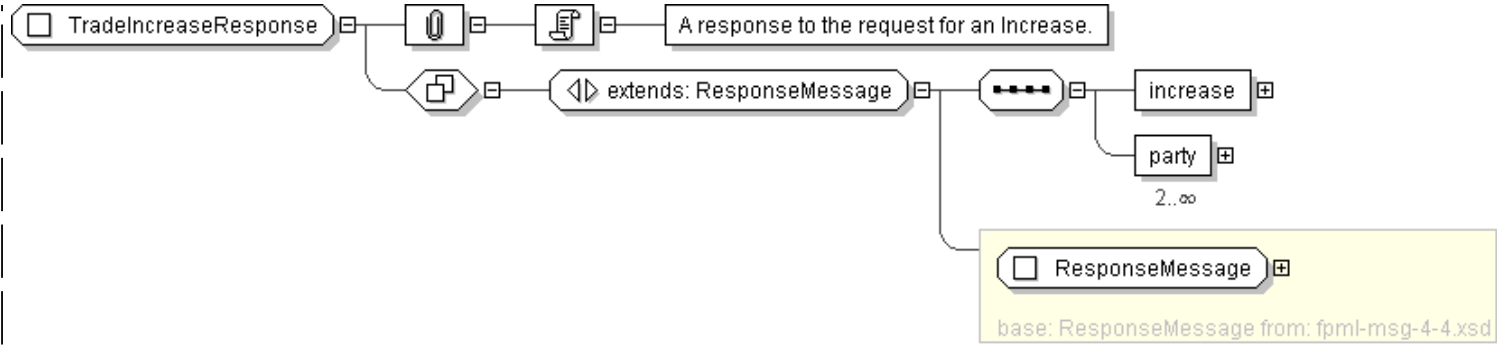 TradeIncreaseResponse
A response to the request for an Increase.
extends: ResponseMessage
increase
party
2..∞
ResponseMessage
base: ResponseMessage from: fpml-msg-4-4.xsd